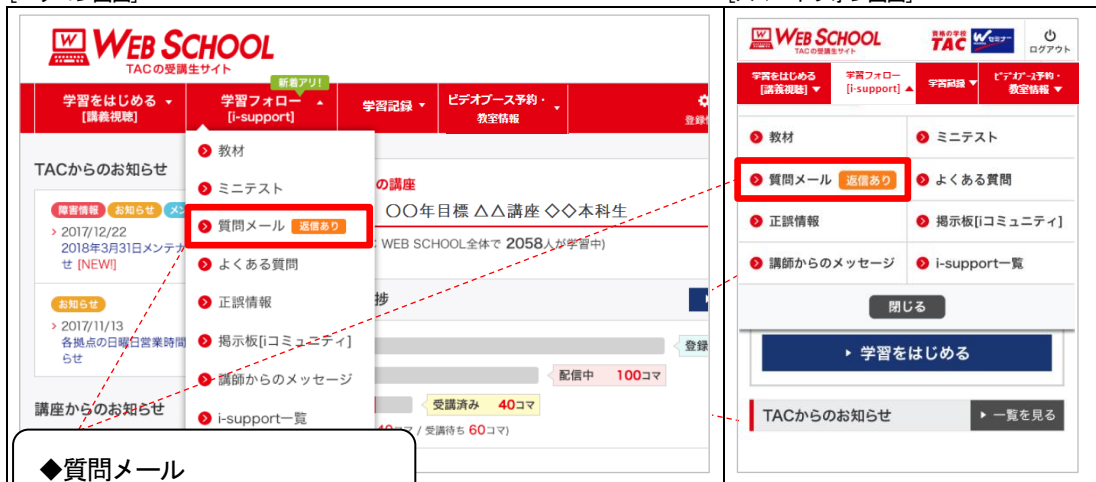 WEB SCHOOL
TACの受講生サイト
新着アリ!
学習をはじめる ▼
[講義視聴]
学習フォロー ▲
[i-support]
学習記録 ▼
ビデオブース予約・ ▼
教室情報
教材
ミニテスト
質問メール 返信あり
よくある質問
正誤情報
掲示板[iコミュニティ]
講師からのメッセージ
i-support一覧
TACからのお知らせ
障害情報 お知らせ
2017/12/22
2018年3月31日メンテナ
せ [NEW!]
お知らせ
2017/11/13
各拠点の日曜日営業時間
らせ
講座からのお知らせ
の講座
〇〇年目標 △△講座 ◇◇本科生
WEB SCHOOL全体で 2058人が学習中)
捗
登録
配信中 100コマ
受講済み 40コマ
40コマ / 受講待ち 60コマ)
◆質問メール
WEB SCHOOL
TACの受講生サイト
資格の学校
TAC
Wセミナー
ログアウト
学習をはじめる
[講義視聴] ▼
学習フォロー
[i-support] ▲
学習記録 ▼
ビデオブース予約・
教室情報 ▼
教材
ミニテスト
質問メール 返信あり
よくある質問
正誤情報
掲示板[iコミュニティ]
講師からのメッセージ
i-support一覧
閉じる
学習をはじめる
TACからのお知らせ
一覧を見る